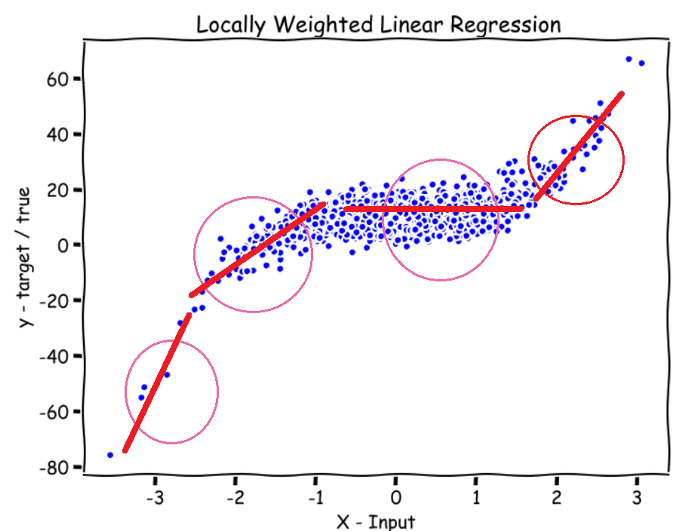 Locally Weighted Linear Regression
y - target / true
60
40
20
0
-20
-40
-60
-80
-3 -2 -1 0 1 2 3
X - Input